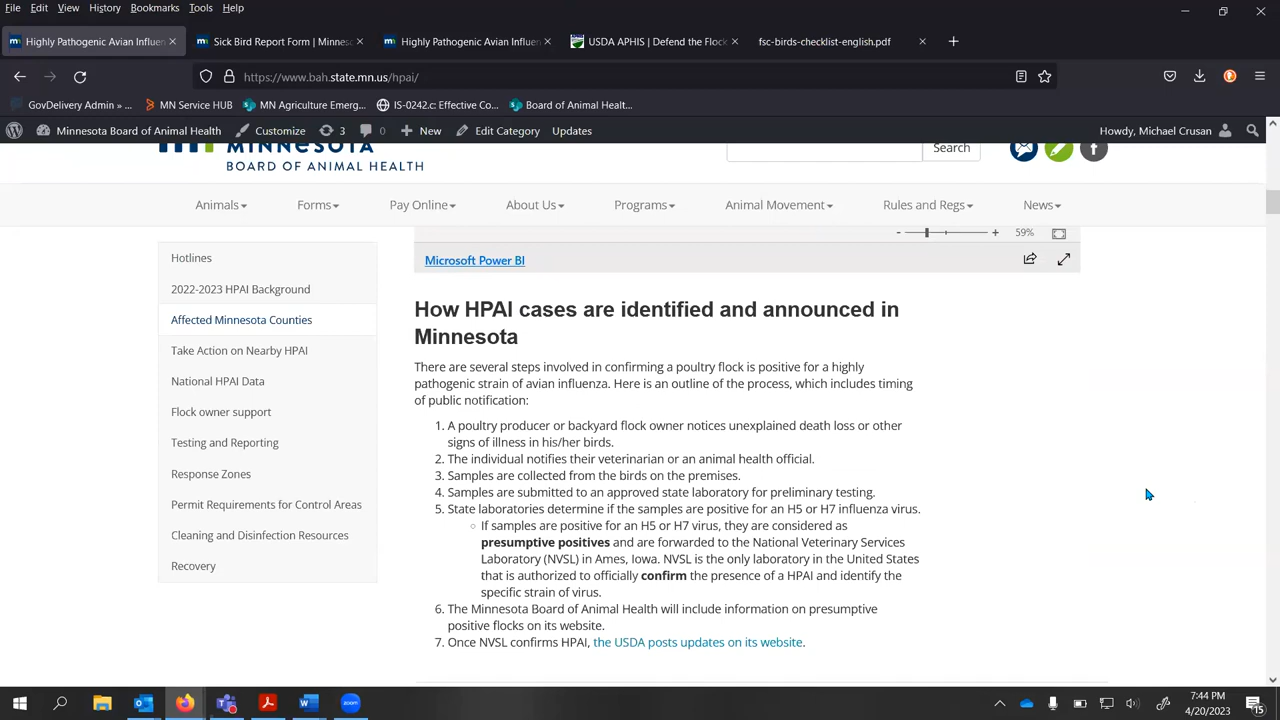 File Edit View History Bookmarks Tools Help
Highly Pathogenic Avian Influen Sick Bird Report Form | Minnes Highly Pathogenic Avian Influen USDA APHIS | Defend the Flock fsc-birds-checklist-english.pdf
https://www.bah.state.mn.us/hpai/
GovDelivery Admin » ... MN Service HUB MN Agriculture Emerg... IS-0242.c: Effective Co... Board of Animal Healt...
Minnesota Board of Animal Health Customize 3 0 New Edit Category Updates Howdy, Michael Crusan
MINNESOTA
BOARD OF ANIMAL HEALTH
Search
Animals Forms Pay Online About Us Programs Animal Movement Rules and Regs News
- + 59%
Microsoft Power BI
Hotlines
2022-2023 HPAI Background
Affected Minnesota Counties
Take Action on Nearby HPAI
National HPAI Data
Flock owner support
Testing and Reporting
Response Zones
Permit Requirements for Control Areas
Cleaning and Disinfection Resources
Recovery
How HPAI cases are identified and announced in
Minnesota
There are several steps involved in confirming a poultry flock is positive for a highly
pathogenic strain of avian influenza. Here is an outline of the process, which includes timing
of public notification:
1. A poultry producer or backyard flock owner notices unexplained death loss or other
signs of illness in his/her birds.
2. The individual notifies their veterinarian or an animal health official.
3. Samples are collected from the birds on the premises.
4. Samples are submitted to an approved state laboratory for preliminary testing.
5. State laboratories determine if the samples are positive for an H5 or H7 influenza virus.
If samples are positive for an H5 or H7 virus, they are considered as
presumptive positives and are forwarded to the National Veterinary Services
Laboratory (NVSL) in Ames, Iowa. NVSL is the only laboratory in the United States
that is authorized to officially confirm the presence of a HPAI and identify the
specific strain of virus.
6. The Minnesota Board of Animal Health will include information on presumptive
positive flocks on its website.
7. Once NVSL confirms HPAI, the USDA posts updates on its website.
zoom
7:44 PM
4/20/2023
15